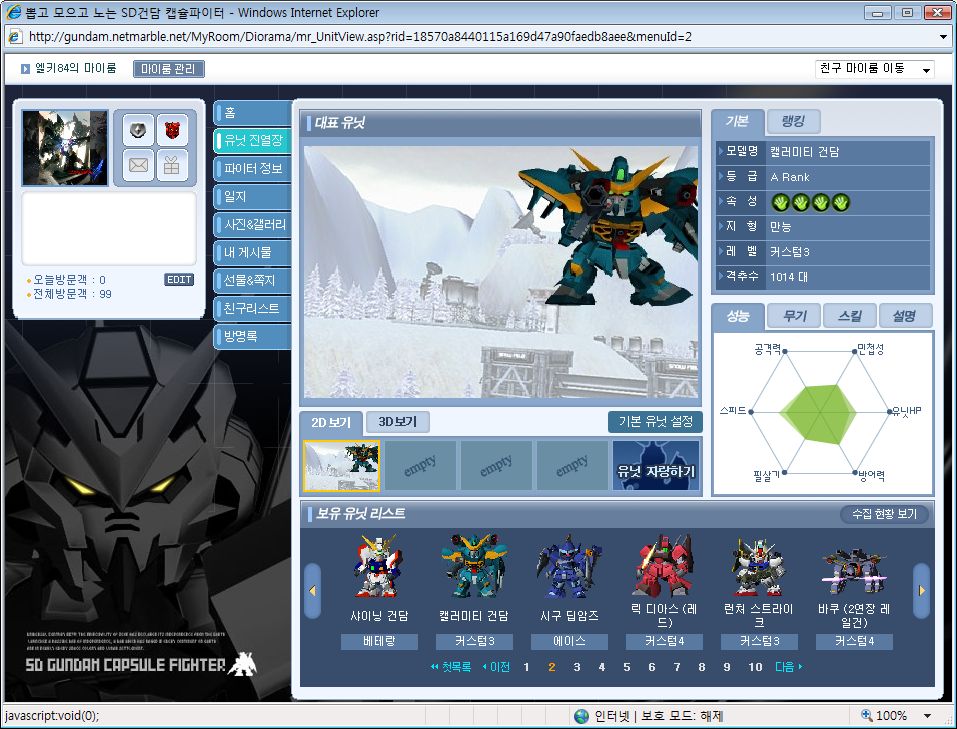 뽑고 모으고 노는 SD건담 캡슐파이터 - Windows Internet Explorer
http://gundam.netmarble.net/MyRoom/Diorama/mr_UnitView.asp?rid=18570a8440115a169d47a90faedb8aee&menuId=2
엘키84의 마이룸
마이룸 관리
친구 마이룸 이동
오늘방문객 : 0
EDIT
전체방문객 : 99
홈
유닛 진열장
파이터 정보
일지
사진&갤러리
내 게시물
선물&쪽지
친구리스트
방명록
SD GUNDAM CAPSULE FIGHTER
대표 유닛
2D 보기
3D보기
기본 유닛 설정
empty
empty
empty
유닛 자랑하기
기본
랭킹
모델명 캘러미티 건담
등 급 A Rank
속 성
지 형 만능
레 벨 커스텀3
격추수 1014 대
성능
무기
스킬
설명
공격력
민첩성
스피드
유닛HP
필살기
방어력
보유 유닛 리스트
수집 현황 보기
샤이닝 건담
캘러미티 건담
시구 딥암즈
릭 디아스 (레드)
런처 스트라이크
바쿠 (2연장 레일건)
베테랑
커스텀3
에이스
커스텀4
커스텀3
커스텀4
첫목록 이전 1 2 3 4 5 6 7 8 9 10 다음
javascript:void(0);
인터넷 | 보호 모드: 해제
100%